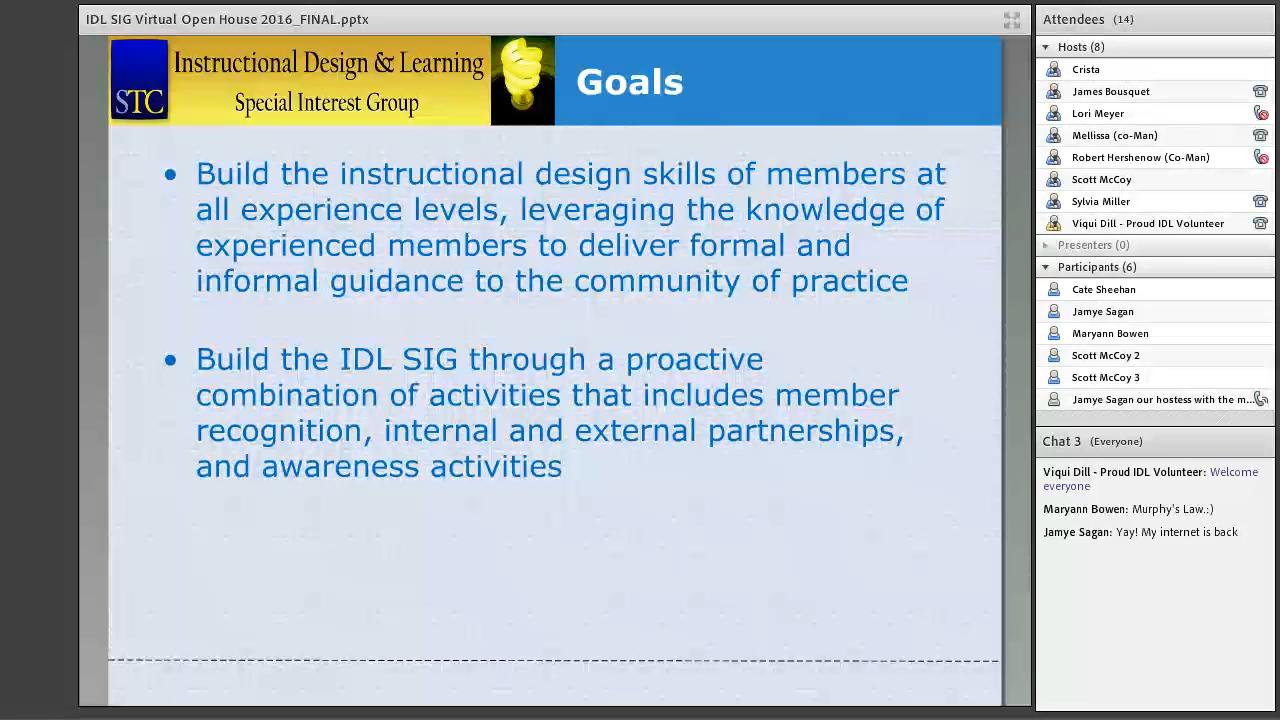 IDL SIG Virtual Open House 2016_FINAL.pptx
STC
Instructional Design & Learning
Special Interest Group
Goals
• Build the instructional design skills of members at
all experience levels, leveraging the knowledge of
experienced members to deliver formal and
informal guidance to the community of practice
• Build the IDL SIG through a proactive
combination of activities that includes member
recognition, internal and external partnerships,
and awareness activities
Attendees (14)
Hosts (8)
Crista
James Bousquet
Lori Meyer
Mellissa (co-Man)
Robert Hershenow (Co-Man)
Scott McCoy
Sylvia Miller
Viqui Dill - Proud IDL Volunteer
Presenters (0)
Participants (6)
Cate Sheehan
Jamye Sagan
Maryann Bowen
Scott McCoy 2
Scott McCoy 3
Jamye Sagan our hostess with the m...
Chat 3 (Everyone)
Viqui Dill - Proud IDL Volunteer: Welcome
everyone
Maryann Bowen: Murphy's Law.:)
Jamye Sagan: Yay! My internet is back